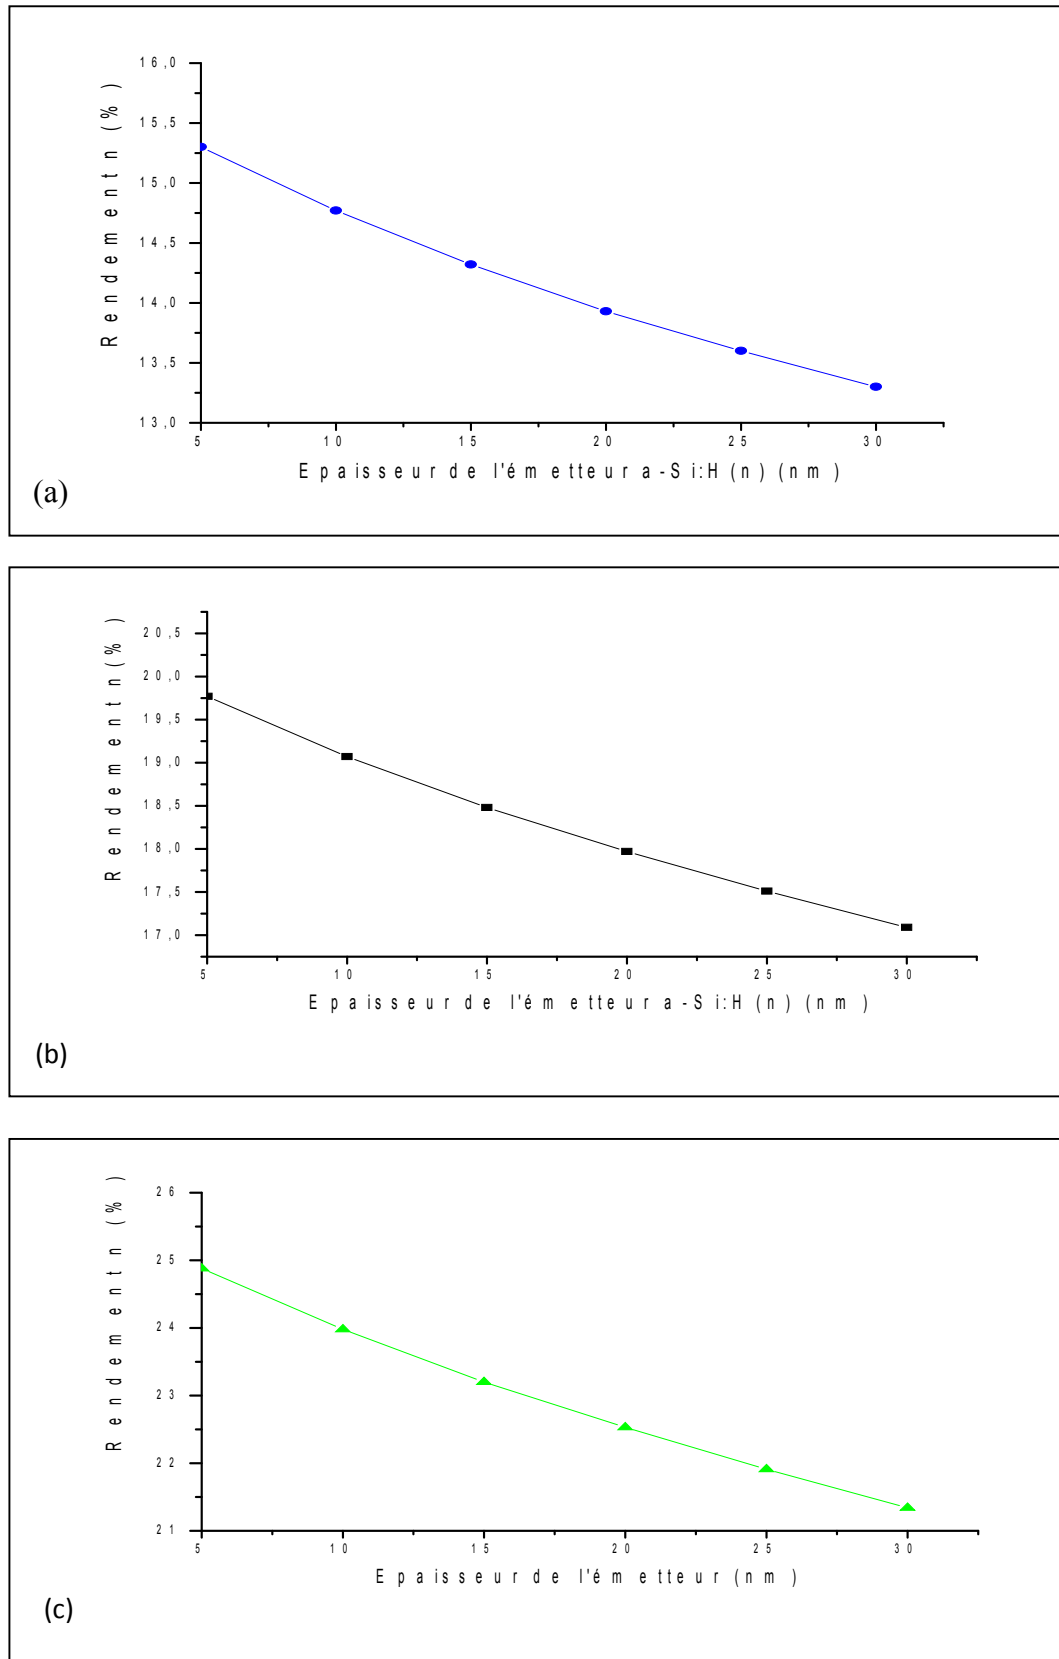 Rendementn (%)
16,0
15,5
15,0
14,5
14,0
13,5
13,0
5 10 15 20 25 30
Epaisseur de l'émetteur a-Si:H (n) (nm)
(a)
Rendementn (%)
20,5
20,0
19,5
19,0
18,5
18,0
17,5
17,0
5 10 15 20 25 30
Epaisseur de l'émetteur a-Si:H (n) (nm)
(b)
Rendementn (%)
26
25
24
23
22
21
5 10 15 20 25 30
Epaisseur de l'émetteur (nm)
(c)